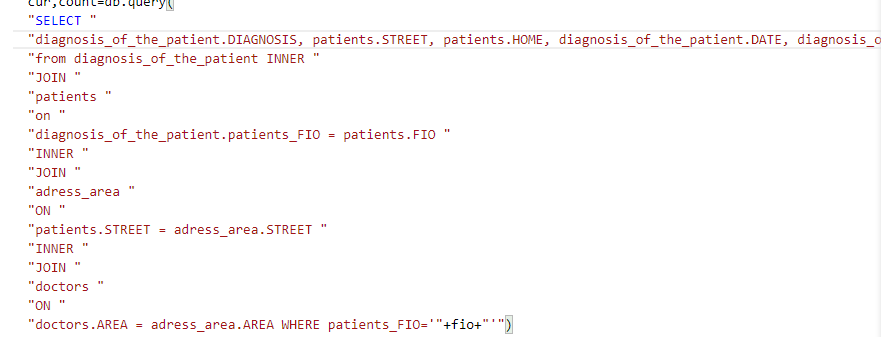 cur,count=db.query(
"SELECT "
"diagnosis_of_the_patient.DIAGNOSIS, patients.STREET, patients.HOME, diagnosis_of_the_patient.DATE, diagnosis_o
"from diagnosis_of_the_patient INNER "
"JOIN "
"patients "
"on "
"diagnosis_of_the_patient.patients_FIO = patients.FIO "
"INNER "
"JOIN "
"adress_area "
"ON "
"patients.STREET = adress_area.STREET "
"INNER "
"JOIN "
"doctors "
"ON "
"doctors.AREA = adress_area.AREA WHERE patients_FIO='"+fio+"'")